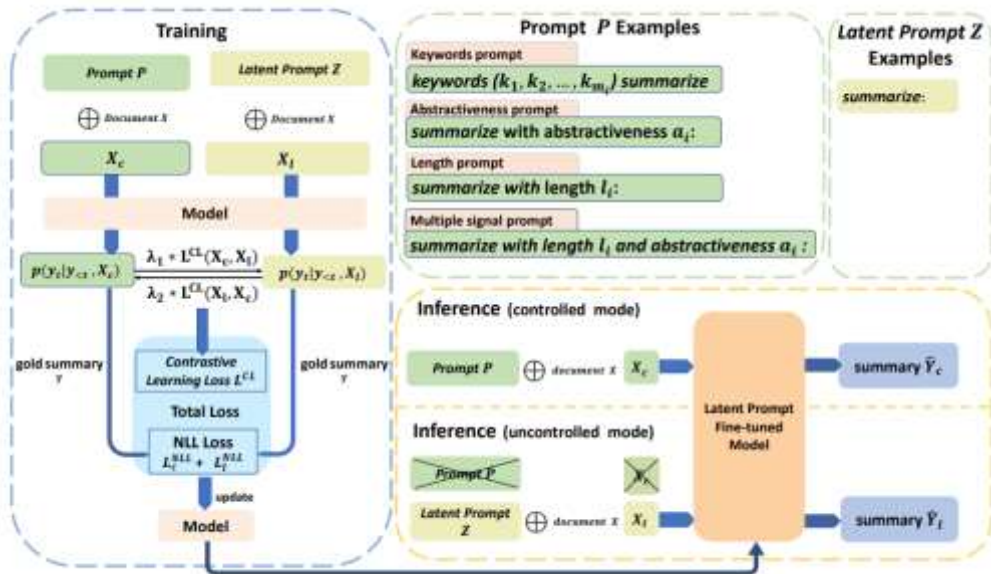 Training
Prompt P
Latent Prompt Z
⊕ Document X
⊕ Document X
X_c
X_l
Model
p(y_t|y_{<t}, X_c)
λ₁ * L^{CL}(X_c, X_l)
λ₂ * L^{CL}(X_l, X_c)
p(y_t|y_{<t}, X_l)
gold summary
y
gold summary
y
Contrastive
Learning Loss L^{CL}
Total Loss
NLL Loss
L_c^{NLL} + L_l^{NLL}
update
Model
Prompt P Examples
Keywords prompt
keywords (k₁, k₂, ..., k_{m_i}) summarize
Abstractiveness prompt
summarize with abstractiveness a_i:
Length prompt
summarize with length l_i:
Multiple signal prompt
summarize with length l_i and abstractiveness a_i :
Latent Prompt Z
Examples
summarize:
Inference (controlled mode)
Prompt P
⊕ document X
X_c
summary Ŷ_c
Latent Prompt
Fine-tuned
Model
Inference (uncontrolled mode)
Prompt P
X_c
Latent Prompt
Z
⊕ document X
X_l
summary Ŷ_l